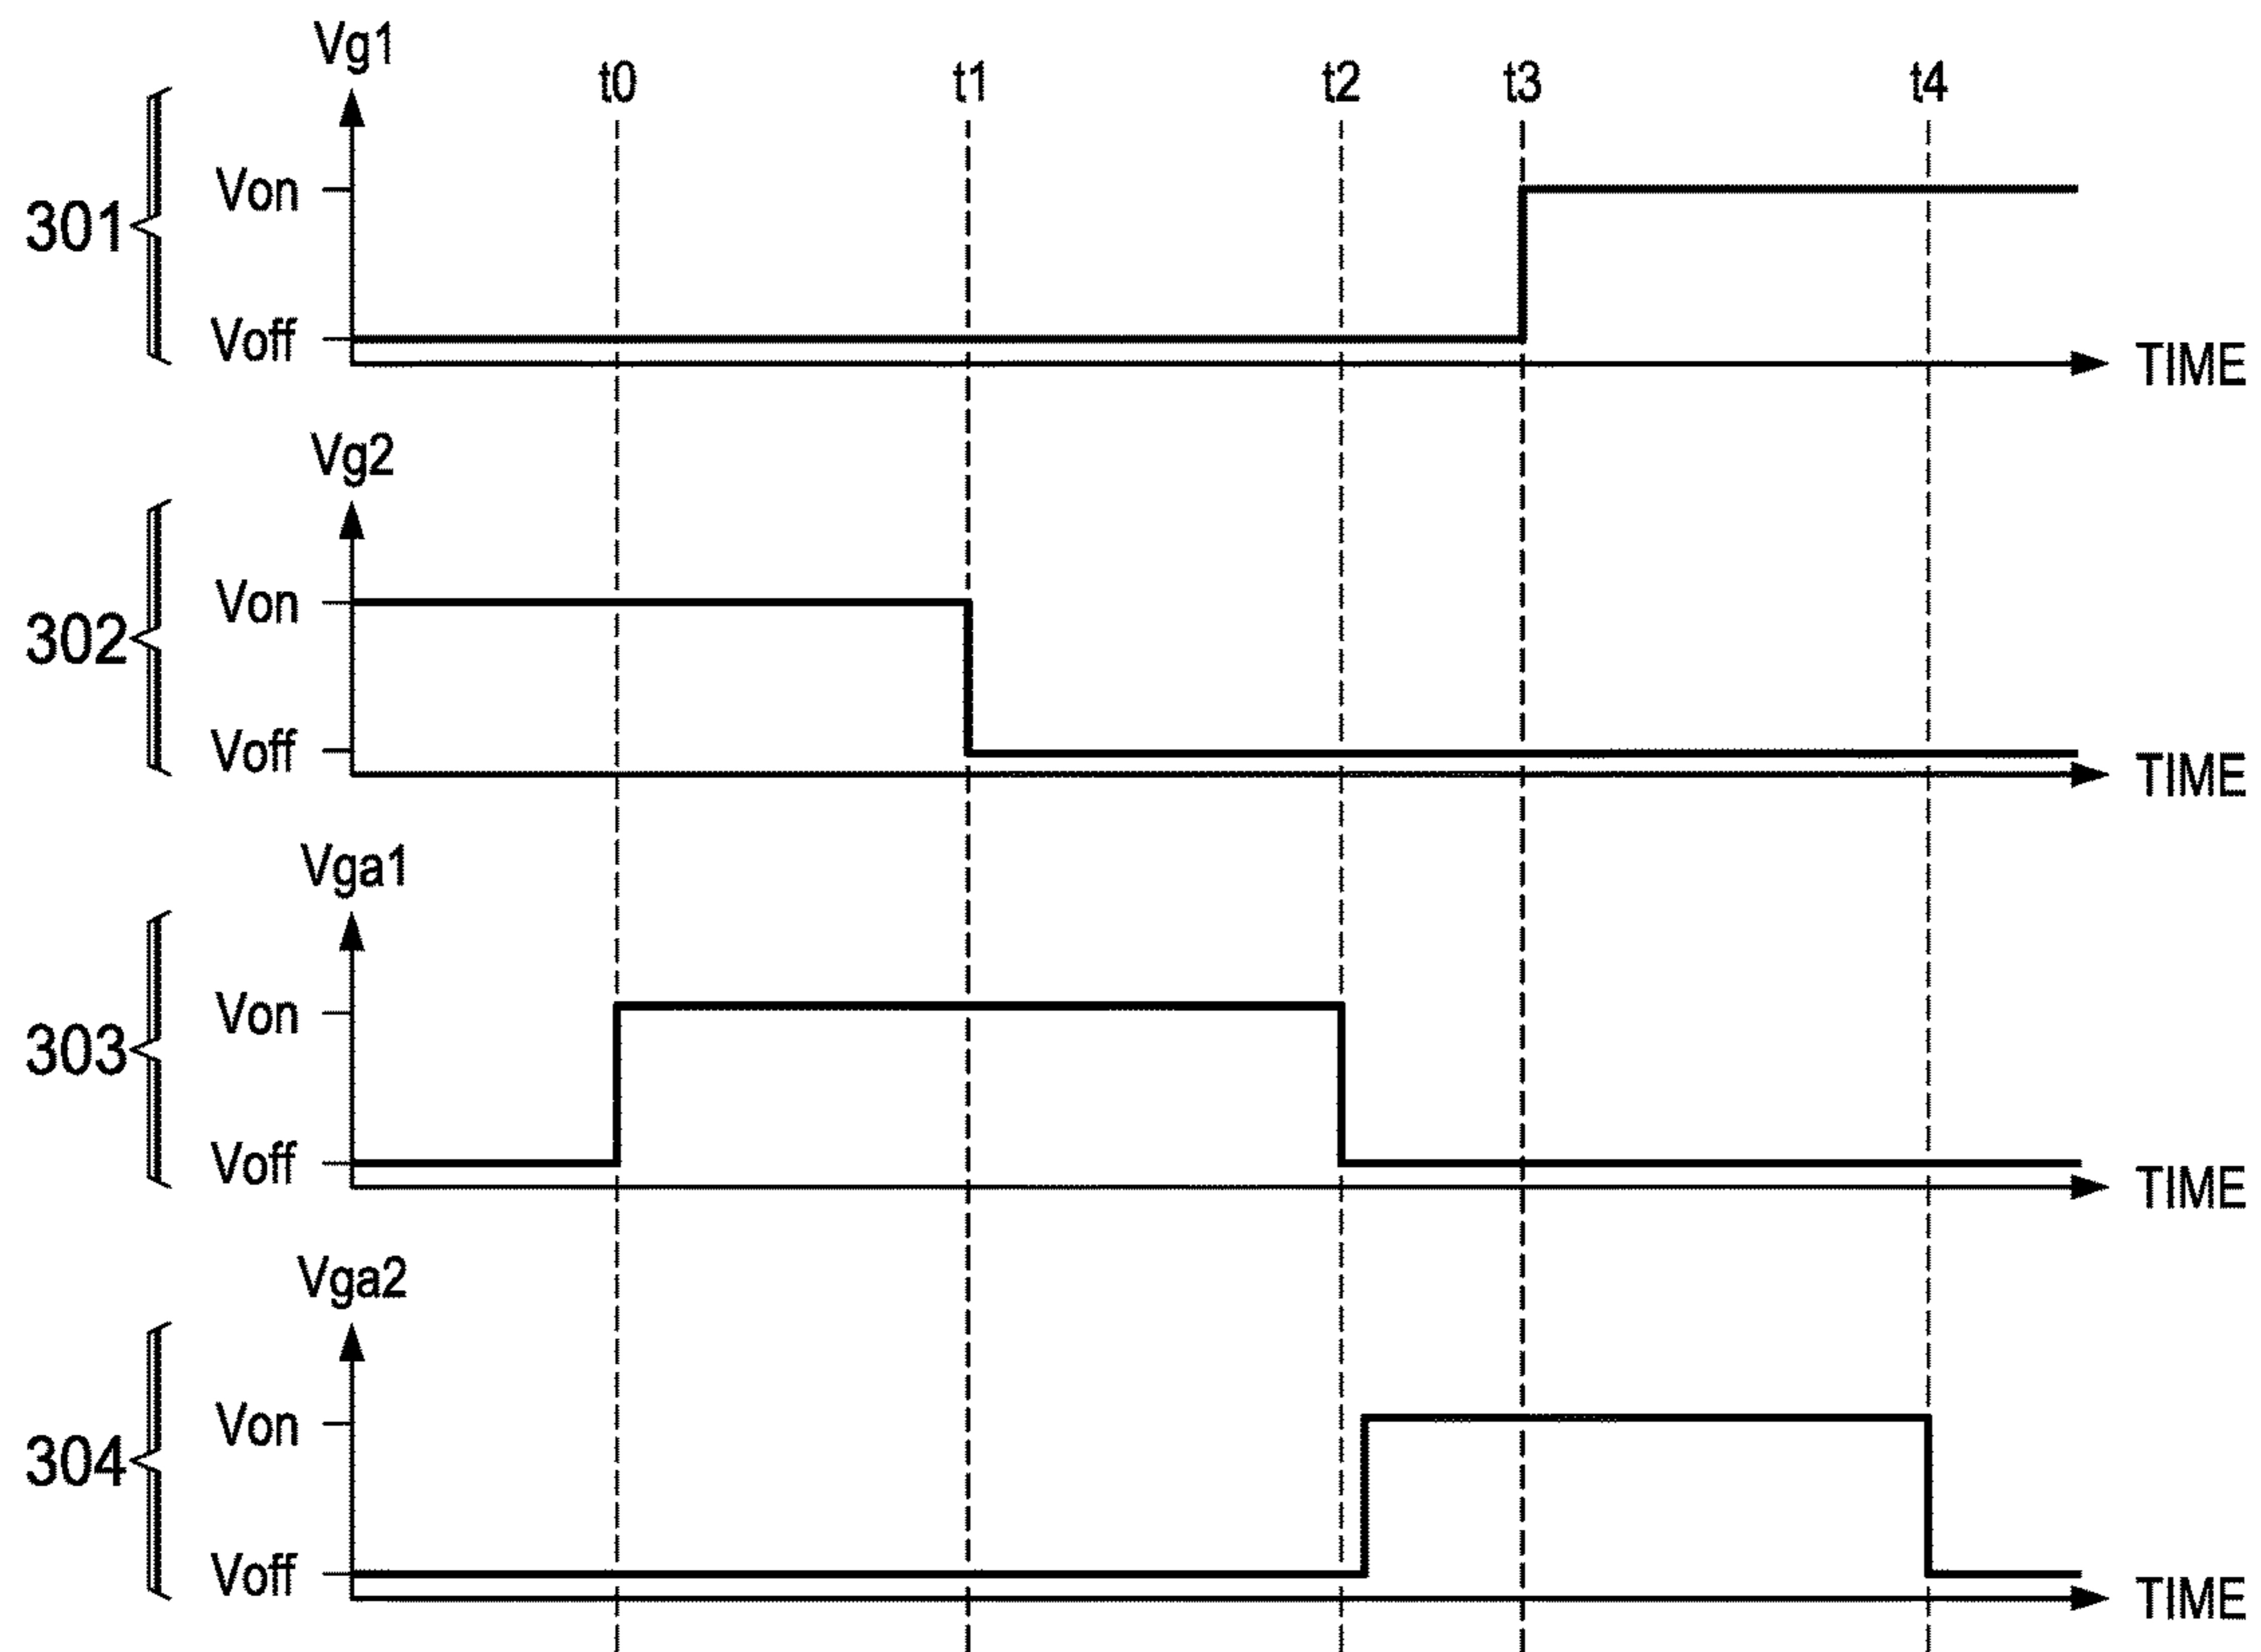 Vg1
t0 t1 t2 t3 t4
Von
301
Voff
TIME
Vg2
Von
302
Voff
TIME
Vga1
Von
303
Voff
TIME
Vga2
Von
304
Voff
TIME